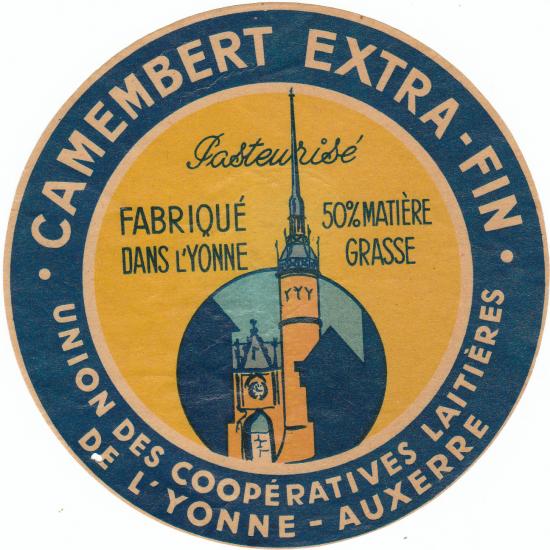 • CAMEMBERT EXTRA-FIN •
Pasteurisé
FABRIQUÉ
DANS L'YONNE
50% MATIÈRE
GRASSE
UNION DES COOPÉRATIVES LAITIÈRES
DE L'YONNE - AUXERRE